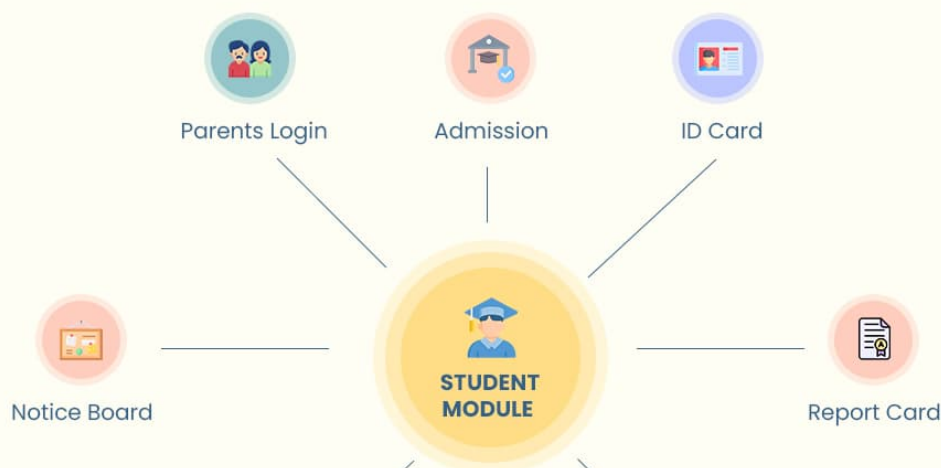 Parents Login
Admission
ID Card
STUDENT
MODULE
Notice Board
Report Card